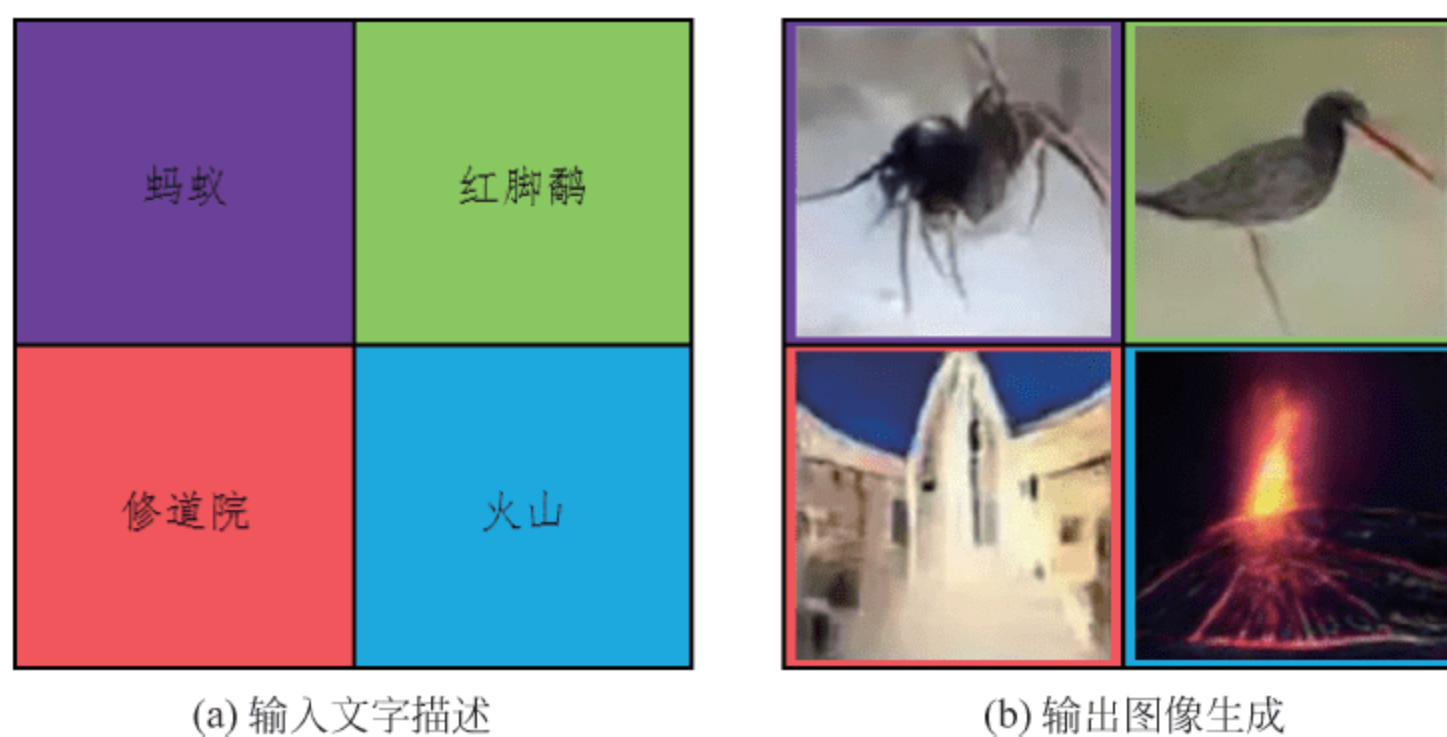 蚂蚁
红脚鹬
修道院
火山
(a) 输入文字描述
(b) 输出图像生成